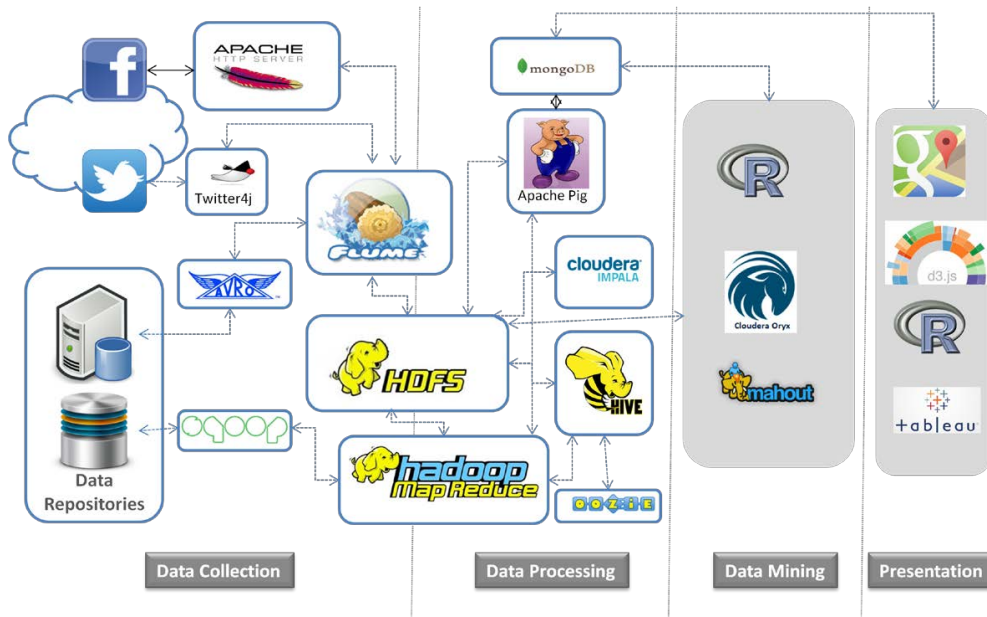 f
APACHE
HTTP SERVER
mongoDB
Twitter4j
Apache Pig
FLUME
cloudera
IMPALA
AVRO
HDFS
HIVE
sqoop
hadoop
Map Reduce
OOZiE
Data
Repositories
R
Cloudera Oryx
mahout
g
d3.js
R
+ableau
Data Collection
Data Processing
Data Mining
Presentation